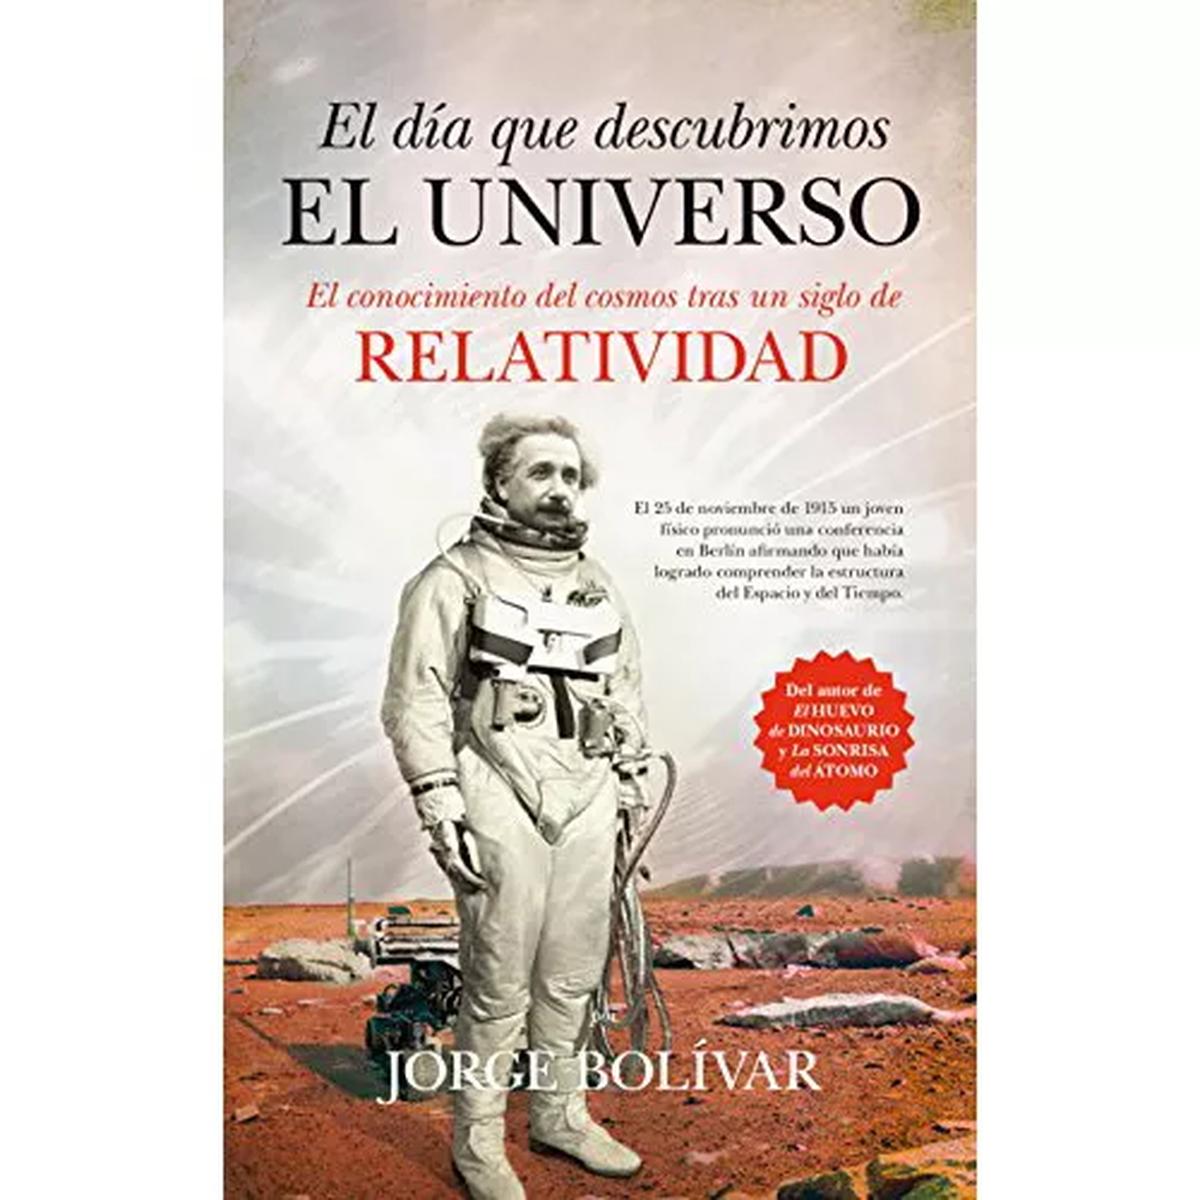 El día que descubrimos
EL UNIVERSO
El conocimiento del cosmos tras un siglo de
RELATIVIDAD
El 25 de noviembre de 1915 un joven
físico pronunció una conferencia
en Berlín afirmando que había
logrado comprender la estructura
del Espacio y del Tiempo.
Del autor de
El HUEVO
de DINOSAURIO
y La SONRISA
del ÁTOMO
por
JORGE BOLÍVAR